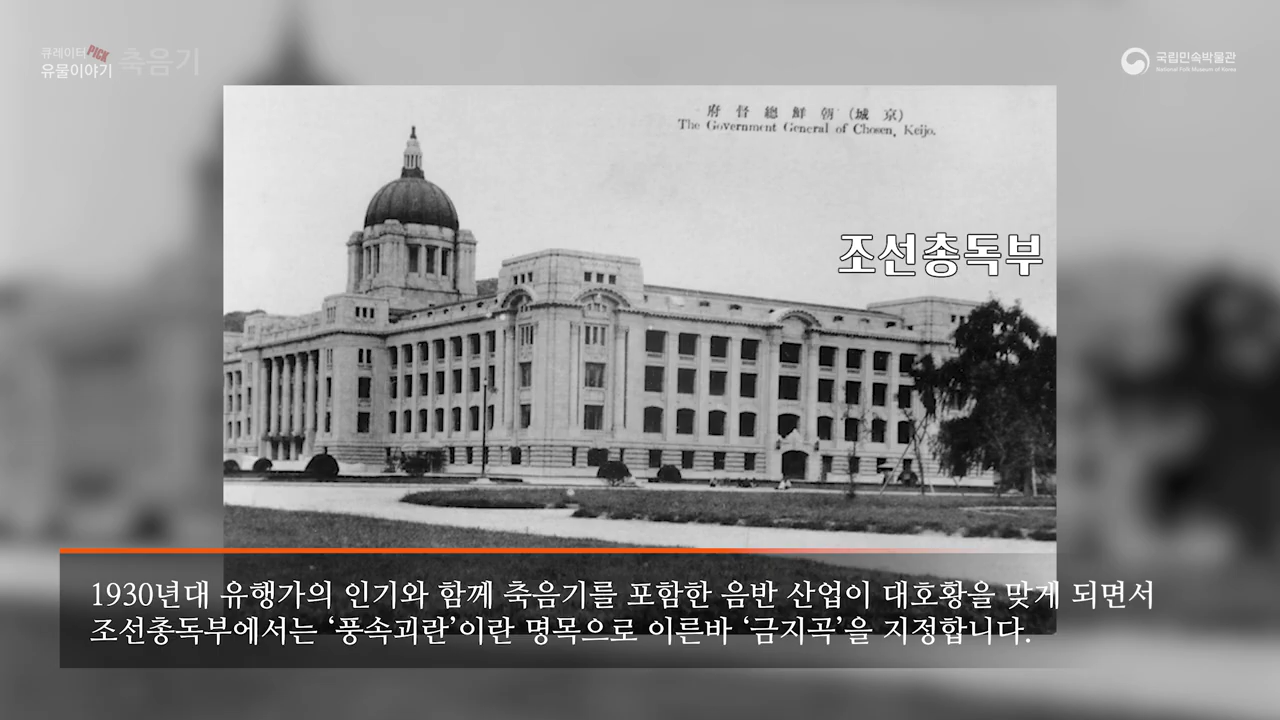 큐레이터 PICK
유물이야기 축음기
국립민속박물관
National Folk Museum of Korea
府督總鮮朝 (城京)
The Government General of Chosen, Keijo.
조선총독부
1930년대 유행가의 인기와 함께 축음기를 포함한 음반 산업이 대호황을 맞게 되면서
조선총독부에서는 ‘풍속괴란’이란 명목으로 이른바 ‘금지곡’을 지정합니다.